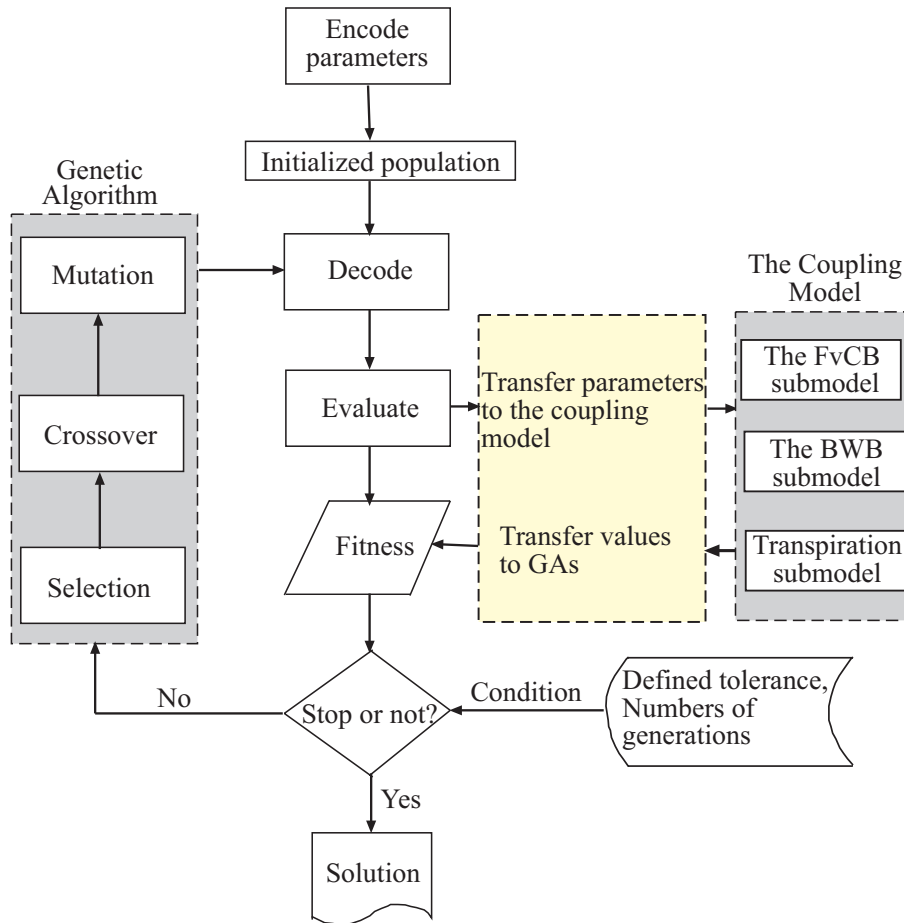 Encode
parameters
Initialized population
Genetic
Algorithm
Mutation
Decode
The Coupling
Model
The FvCB
submodel
Transfer parameters
to the coupling
model
Evaluate
Crossover
The BWB
submodel
Transfer values
to GAs
Fitness
Transpiration
submodel
Selection
No
Stop or not?
Condition
Defined tolerance,
Numbers of
generations
Yes
Solution